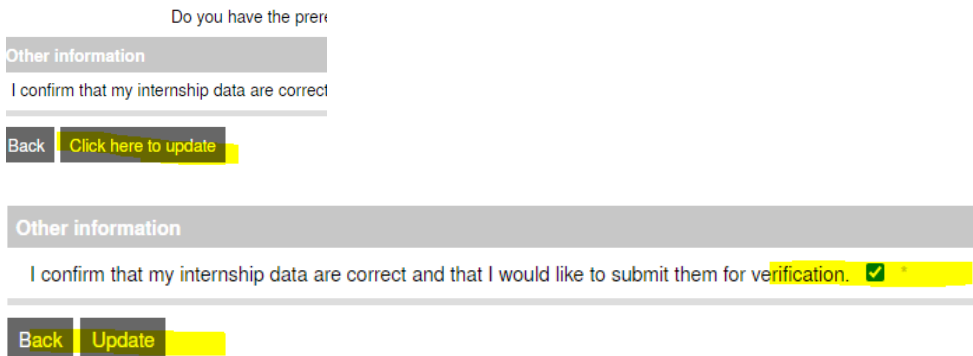 Do you have the prer
Other information
I confirm that my internship data are correct
Back Click here to update
Other information
I confirm that my internship data are correct and that I would like to submit them for verification. *
Back Update